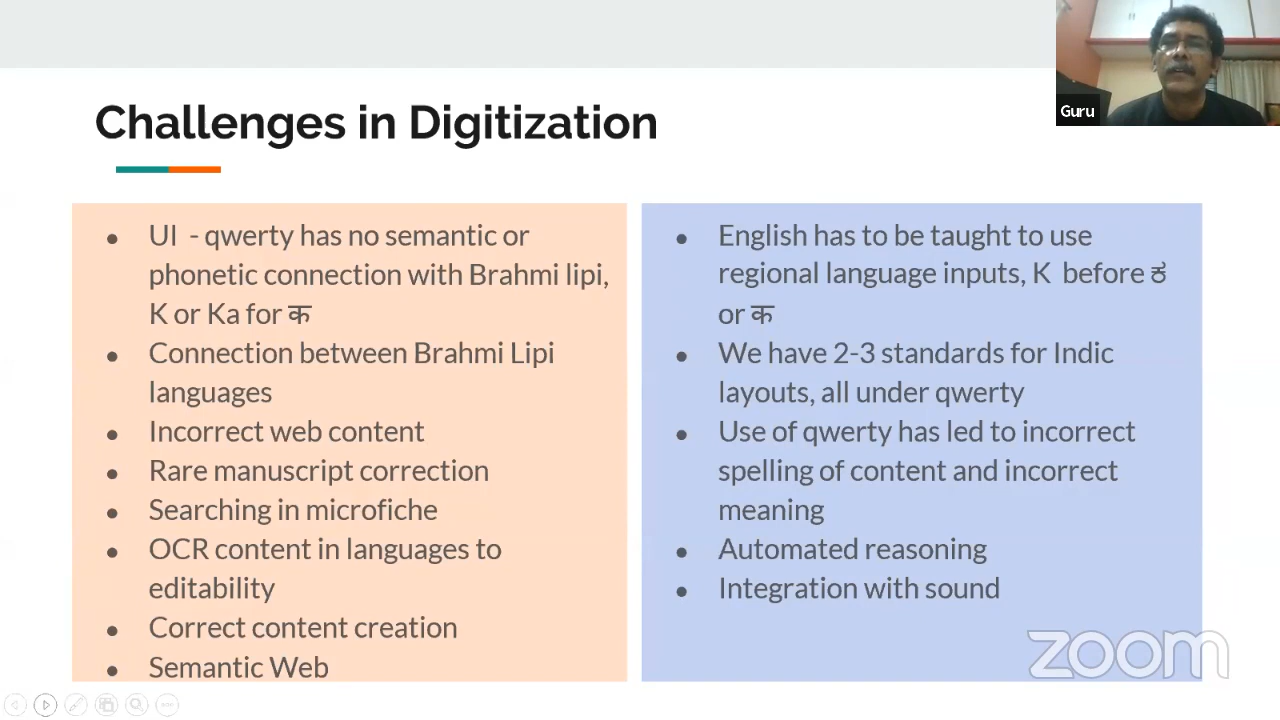 Guru
Challenges in Digitization
● UI - qwerty has no semantic or
phonetic connection with Brahmi lipi,
K or Ka for क
● Connection between Brahmi Lipi
languages
● Incorrect web content
● Rare manuscript correction
● Searching in microfiche
● OCR content in languages to
editability
● Correct content creation
● Semantic Web
● English has to be taught to use
regional language inputs, K before ಕ
or क
● We have 2-3 standards for Indic
layouts, all under qwerty
● Use of qwerty has led to incorrect
spelling of content and incorrect
meaning
● Automated reasoning
● Integration with sound
zoom